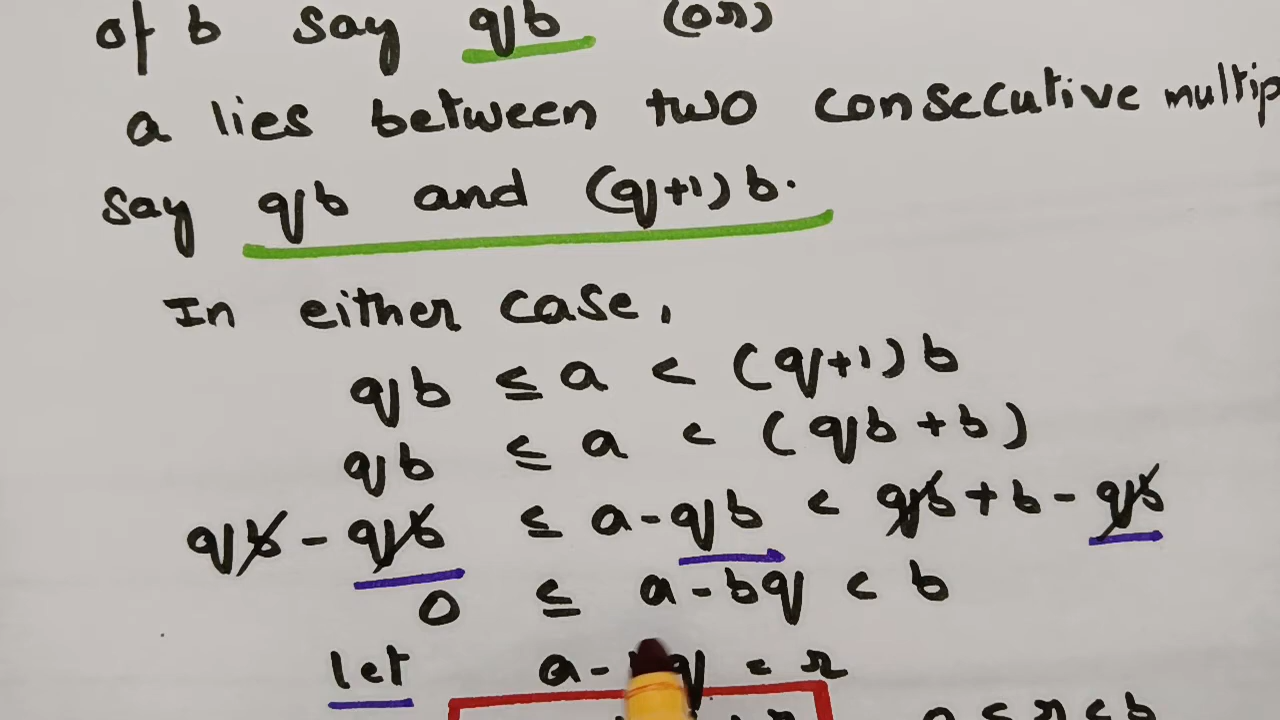 of b say qb (or)
a lies between two consecutive multip
say qb and (q+1) b.
In either case,
qb ≤ a < (q+1) b
qb ≤ a < (qb + b)
qb - qb ≤ a - qb < qb + b - qb
0 ≤ a - bq < b
let a - q = r
0 ≤ r < b